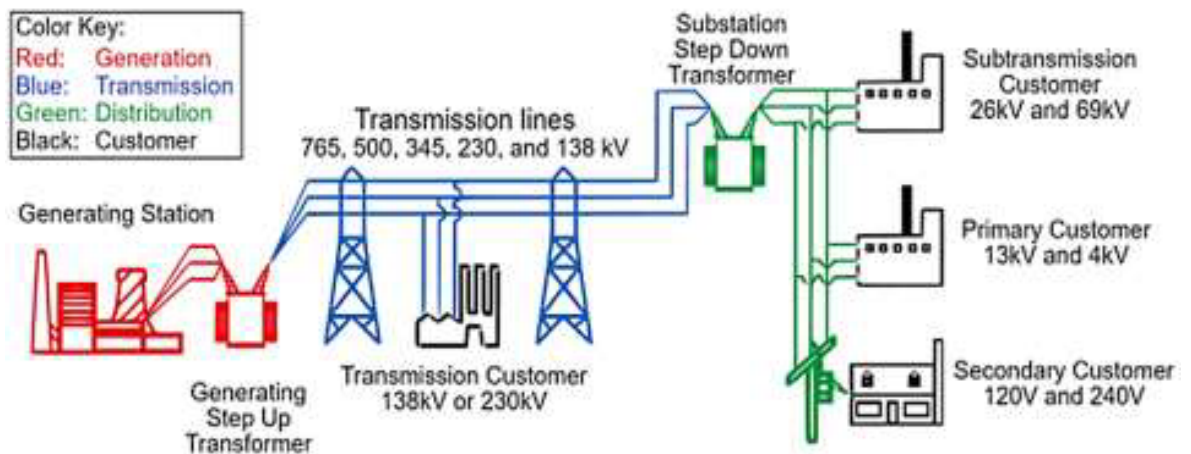 Color Key:
Red: Generation
Blue: Transmission
Green: Distribution
Black: Customer
Generating Station
Generating
Step Up
Transformer
Transmission lines
765, 500, 345, 230, and 138 kV
Transmission Customer
138kV or 230kV
Substation
Step Down
Transformer
Subtransmission
Customer
26kV and 69kV
Primary Customer
13kV and 4kV
Secondary Customer
120V and 240V